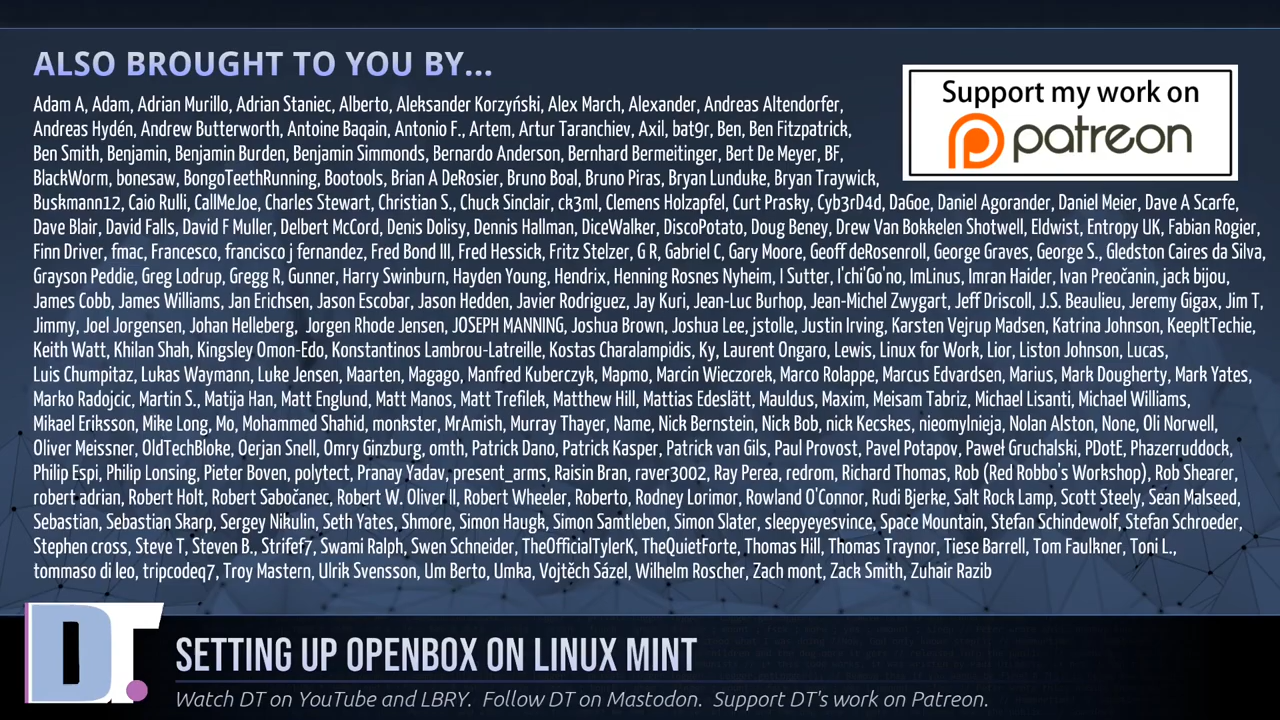 ALSO BROUGHT TO YOU BY...
Support my work on
patreon
Adam A, Adam, Adrian Murillo, Adrian Staniec, Alberto, Aleksander Korzyński, Alex March, Alexander, Andreas Altendorfer,
Andreas Hydén, Andrew Butterworth, Antoine Baqain, Antonio F., Artem, Artur Taranchiev, Axil, bat9r, Ben, Ben Fitzpatrick,
Ben Smith, Benjamin, Benjamin Burden, Benjamin Simmonds, Bernardo Anderson, Bernhard Bermeitinger, Bert De Meyer, BF,
BlackWorm, bonesaw, BongoTeethRunning, Bootools, Brian A DeRosier, Bruno Boal, Bruno Piras, Bryan Lunduke, Bryan Traywick,
Buskmann12, Caio Rulli, CallMeJoe, Charles Stewart, Christian S., Chuck Sinclair, ck3ml, Clemens Holzapfel, Curt Prasky, Cyb3rD4d, DaGoe, Daniel Agorander, Daniel Meier, Dave A Scarfe,
Dave Blair, David Falls, David F Muller, Delbert McCord, Denis Dolisy, Dennis Hallman, DiceWalker, DiscoPotato, Doug Beney, Drew Van Bokkelen Shotwell, Eldwist, Entropy UK, Fabian Rogier,
Finn Driver, fmac, Francesco, francisco j fernandez, Fred Bond III, Fred Hessick, Fritz Stelzer, G R, Gabriel C, Gary Moore, Geoff deRosenroll, George Graves, George S., Gledston Caires da Silva,
Grayson Peddie, Greg Lodrup, Gregg R, Gunner, Harry Swinburn, Hayden Young, Hendrix, Henning Rosnes Nyheim, I Sutter, I'chi'Go'no, ImLinus, Imran Haider, Ivan Preočanin, jack bijou,
James Cobb, James Williams, Jan Erichsen, Jason Escobar, Jason Hedden, Javier Rodriguez, Jay Kuri, Jean-Luc Burhop, Jean-Michel Zwygart, Jeff Driscoll, J.S. Beaulieu, Jeremy Gigax, Jim T,
Jimmy, Joel Jorgensen, Johan Helleberg, Jorgen Rhode Jensen, JOSEPH MANNING, Joshua Brown, Joshua Lee, jstolle, Justin Irving, Karsten Vejrup Madsen, Katrina Johnson, KeepItTechie,
Keith Watt, Khilan Shah, Kingsley Omon-Edo, Konstantinos Lambrou-Latreille, Kostas Charalampidis, Ky, Laurent Ongaro, Lewis, Linux for Work, Lior, Liston Johnson, Lucas,
Luis Chumpitaz, Lukas Waymann, Luke Jensen, Maarten, Magago, Manfred Kuberczyk, Mapmo, Marcin Wieczorek, Marco Rolappe, Marcus Edvardsen, Marius, Mark Dougherty, Mark Yates,
Marko Radojcic, Martin S., Matija Han, Matt Englund, Matt Manos, Matt Trefilek, Matthew Hill, Mattias Edeslätt, Mauldus, Maxim, Meisam Tabriz, Michael Lisanti, Michael Williams,
Mikael Eriksson, Mike Long, Mo, Mohammed Shahid, monkster, MrAmish, Murray Thayer, Name, Nick Bernstein, Nick Bob, nick Kecskes, nieomylnieja, Nolan Alston, None, Oli Norwell,
Oliver Meissner, OldTechBloke, Oerjan Snell, Omry Ginzburg, omth, Patrick Dano, Patrick Kasper, Patrick van Gils, Paul Provost, Pavel Potapov, Paweł Gruchalski, PDotE, Phazerruddock,
Philip Espi, Philip Lonsing, Pieter Boven, polytect, Pranay Yadav, present_arms, Raisin Bran, raver3002, Ray Perea, redrom, Richard Thomas, Rob (Red Robbo's Workshop), Rob Shearer,
robert adrian, Robert Holt, Robert Sabočanec, Robert W. Oliver II, Robert Wheeler, Roberto, Rodney Lorimor, Rowland O'Connor, Rudi Bjerke, Salt Rock Lamp, Scott Steely, Sean Malseed,
Sebastian, Sebastian Skarp, Sergey Nikulin, Seth Yates, Shmore, Simon Haugk, Simon Samtleben, Simon Slater, sleepyeyesvince, Space Mountain, Stefan Schindewolf, Stefan Schroeder,
Stephen cross, Steve T, Steven B., Strifef7, Swami Ralph, Swen Schneider, TheOfficialTylerK, TheQuietForte, Thomas Hill, Thomas Traynor, Tiese Barrell, Tom Faulkner, Toni L.,
tommaso di leo, tripcodeq7, Troy Mastern, Ulrik Svensson, Um Berto, Umka, Vojtěch Sázel, Wilhelm Roscher, Zach mont, Zack Smith, Zuhair Razib
DT.
SETTING UP OPENBOX ON LINUX MINT
Watch DT on YouTube and LBRY. Follow DT on Mastodon. Support DT's work on Patreon.